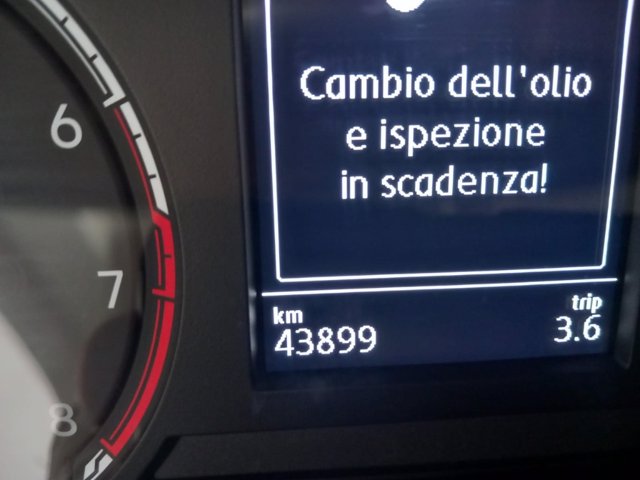 6
7
8
Cambio dell'olio
e ispezione
in scadenza!
km
trip
43899
3.6